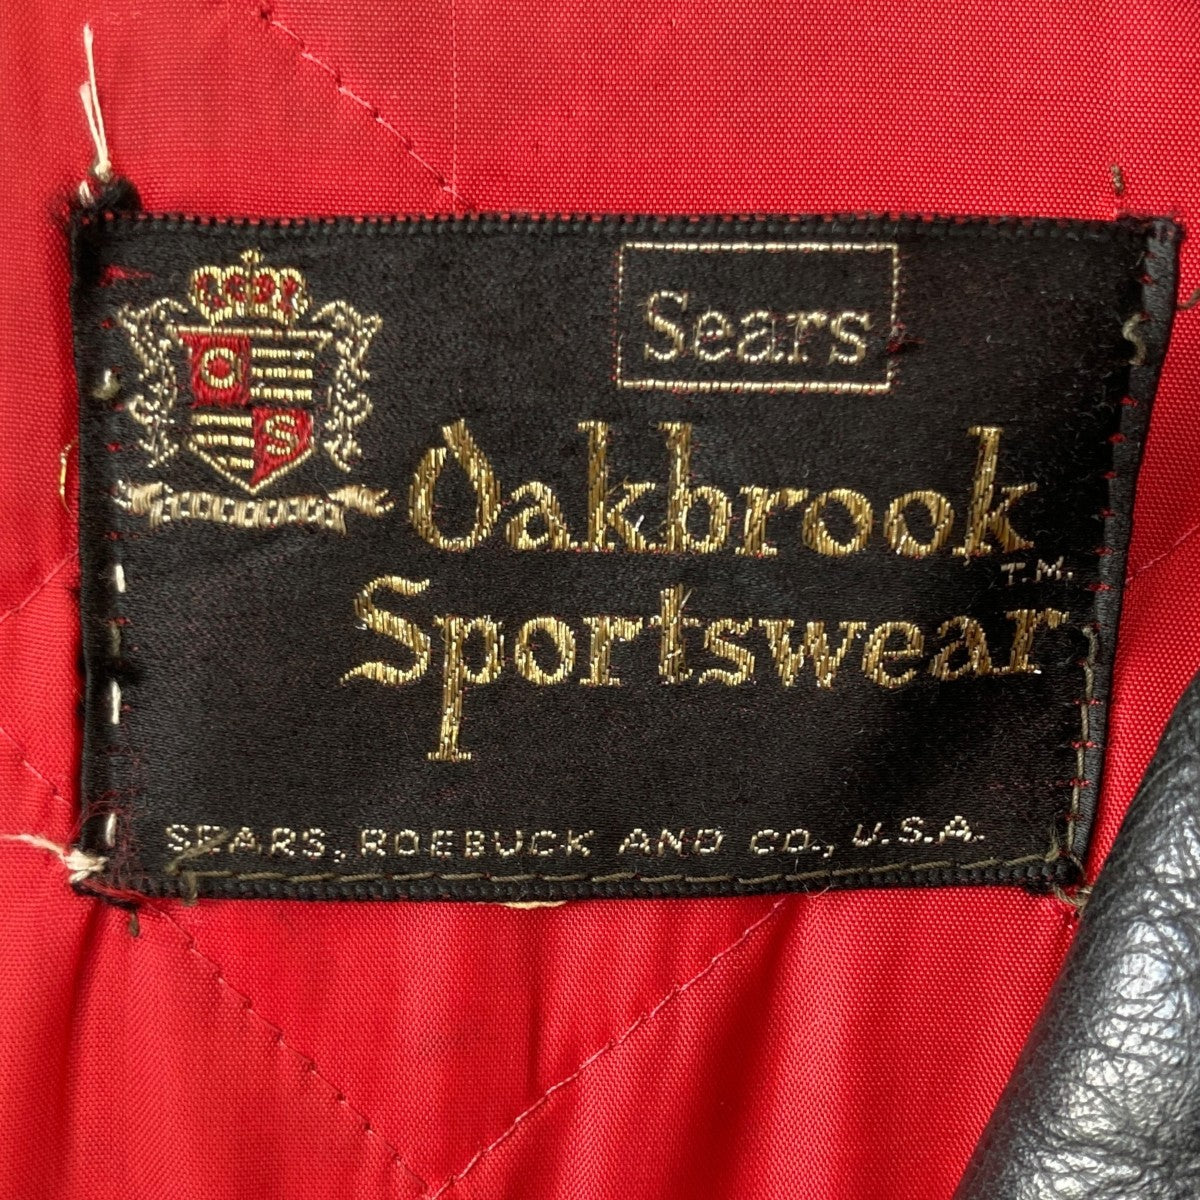 Sears
O
S
Oakbrook
T.M.
Sportswear
SEARS, ROEBUCK AND CO., U.S.A.